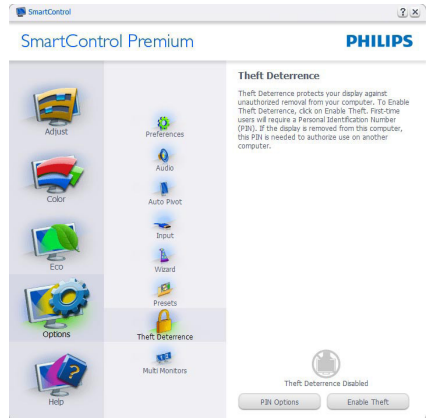 SmartControl
? x
SmartControl Premium
PHILIPS
Adjust
Color
Eco
Options
Help
Preferences
Audio
Auto Pivot
Input
Wizard
Presets
Theft Deterrence
Multi Monitors
Theft Deterrence
Theft Deterrence protects your display against
unauthorized removal from your computer. To Enable
Theft Deterrence, click on Enable Theft. First-time
users will require a Personal Identification Number
(PIN). If the display is removed from this computer,
this PIN is needed to authorize use on another
computer.
Theft Deterrence Disabled
PIN Options
Enable Theft